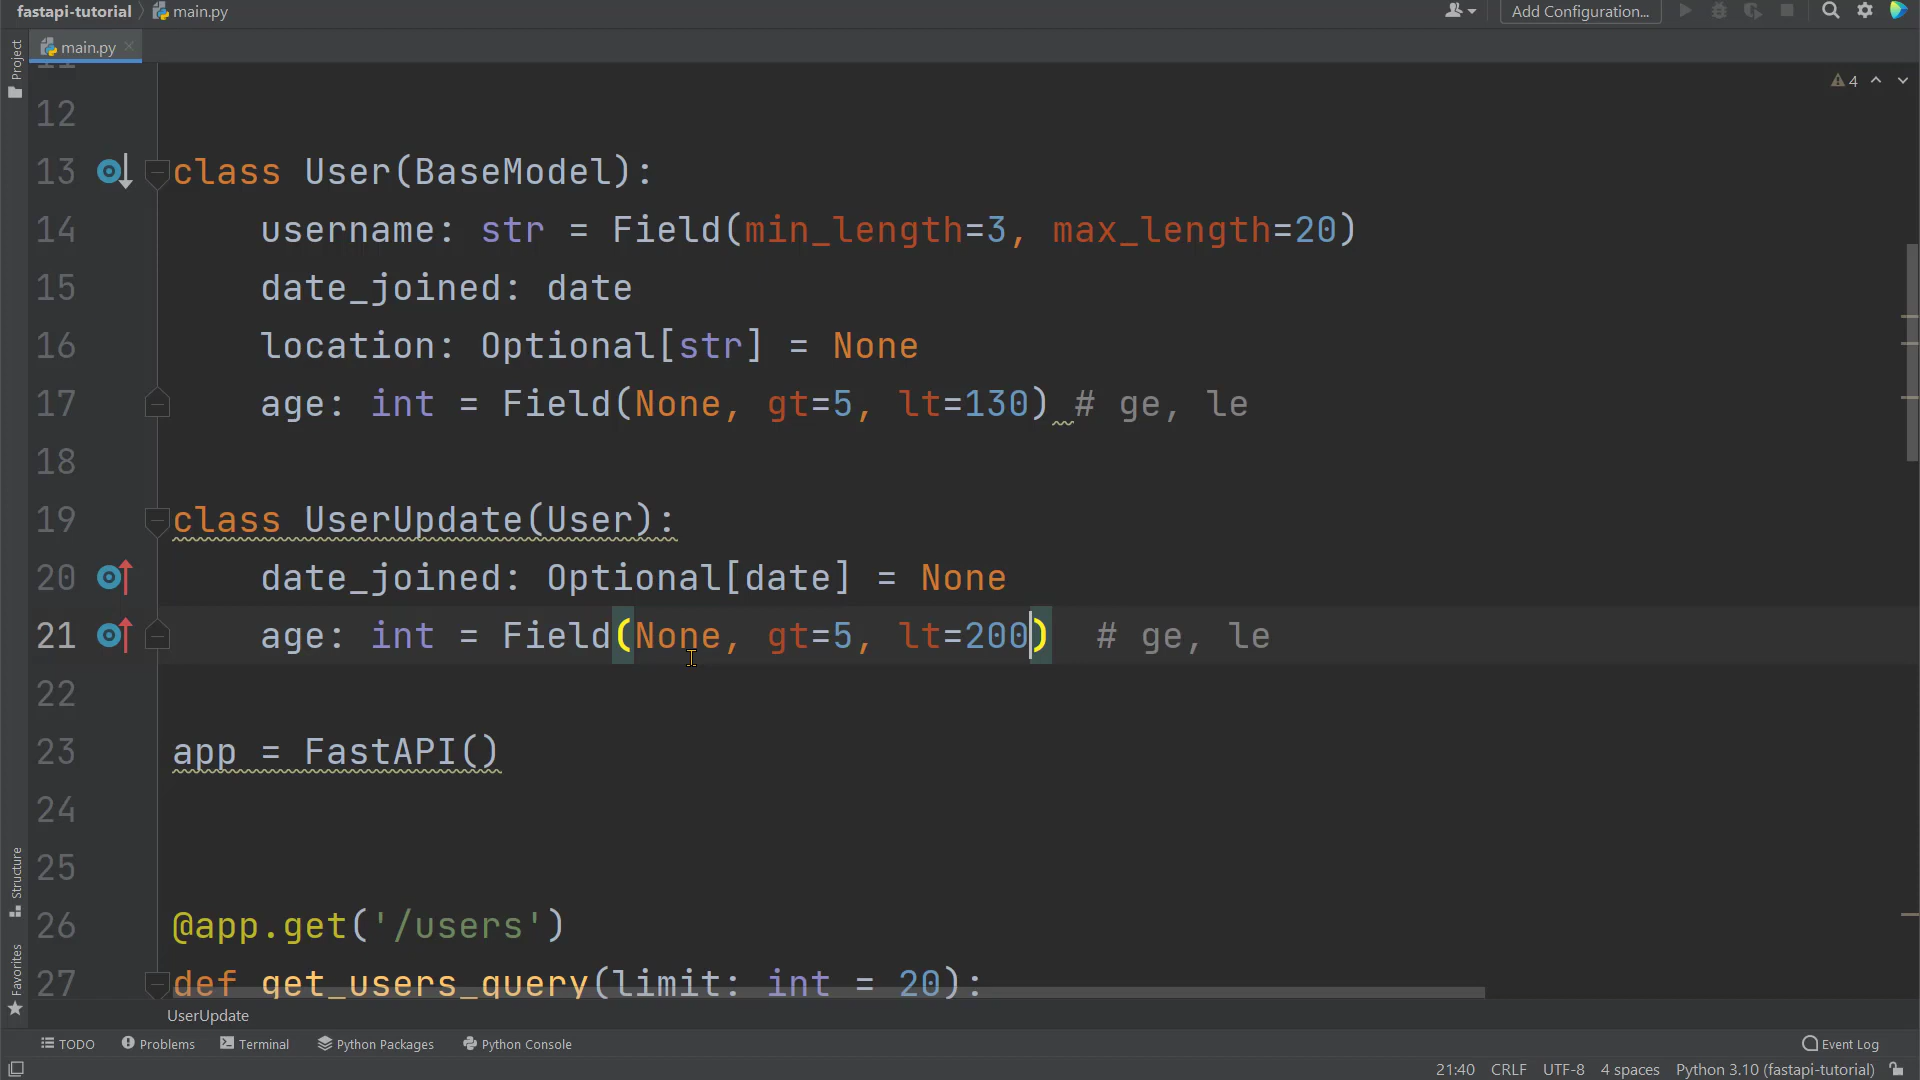 fastapi-tutorial main.py Add Configuration...
main.py
Project
4
12
13 class User(BaseModel):
14     username: str = Field(min_length=3, max_length=20)
15     date_joined: date
16     location: Optional[str] = None
17     age: int = Field(None, gt=5, lt=130) # ge, le
18
19 class UserUpdate(User):
20     date_joined: Optional[date] = None
21     age: int = Field(None, gt=5, lt=200)  # ge, le
22
23 app = FastAPI()
24
25
26 @app.get('/users')
27 def get_users_query(limit: int = 20):
Structure
Favorites
UserUpdate
TODO Problems Terminal Python Packages Python Console Event Log
21:40 CRLF UTF-8 4 spaces Python 3.10 (fastapi-tutorial)